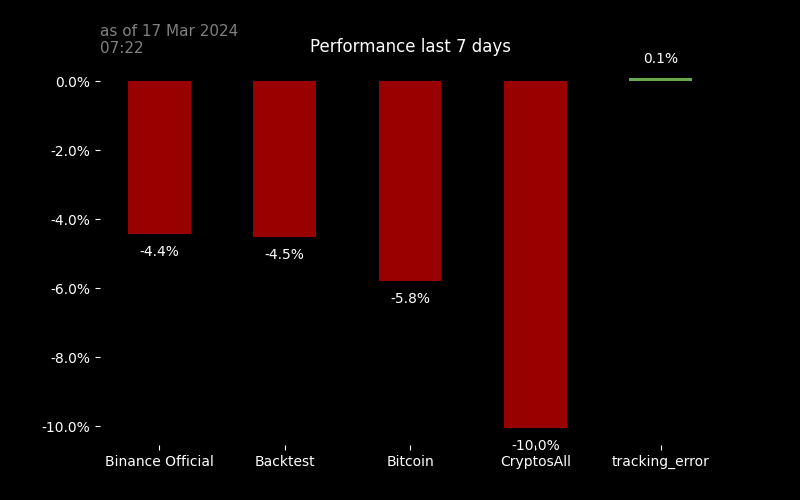 as of 17 Mar 2024
07:22
Performance last 7 days
0.1%
0.0%
-2.0%
-4.0%
-4.4%
-4.5%
-6.0%
-5.8%
-8.0%
-10.0%
-10.0%
Binance Official
Backtest
Bitcoin
CryptosAll
tracking_error